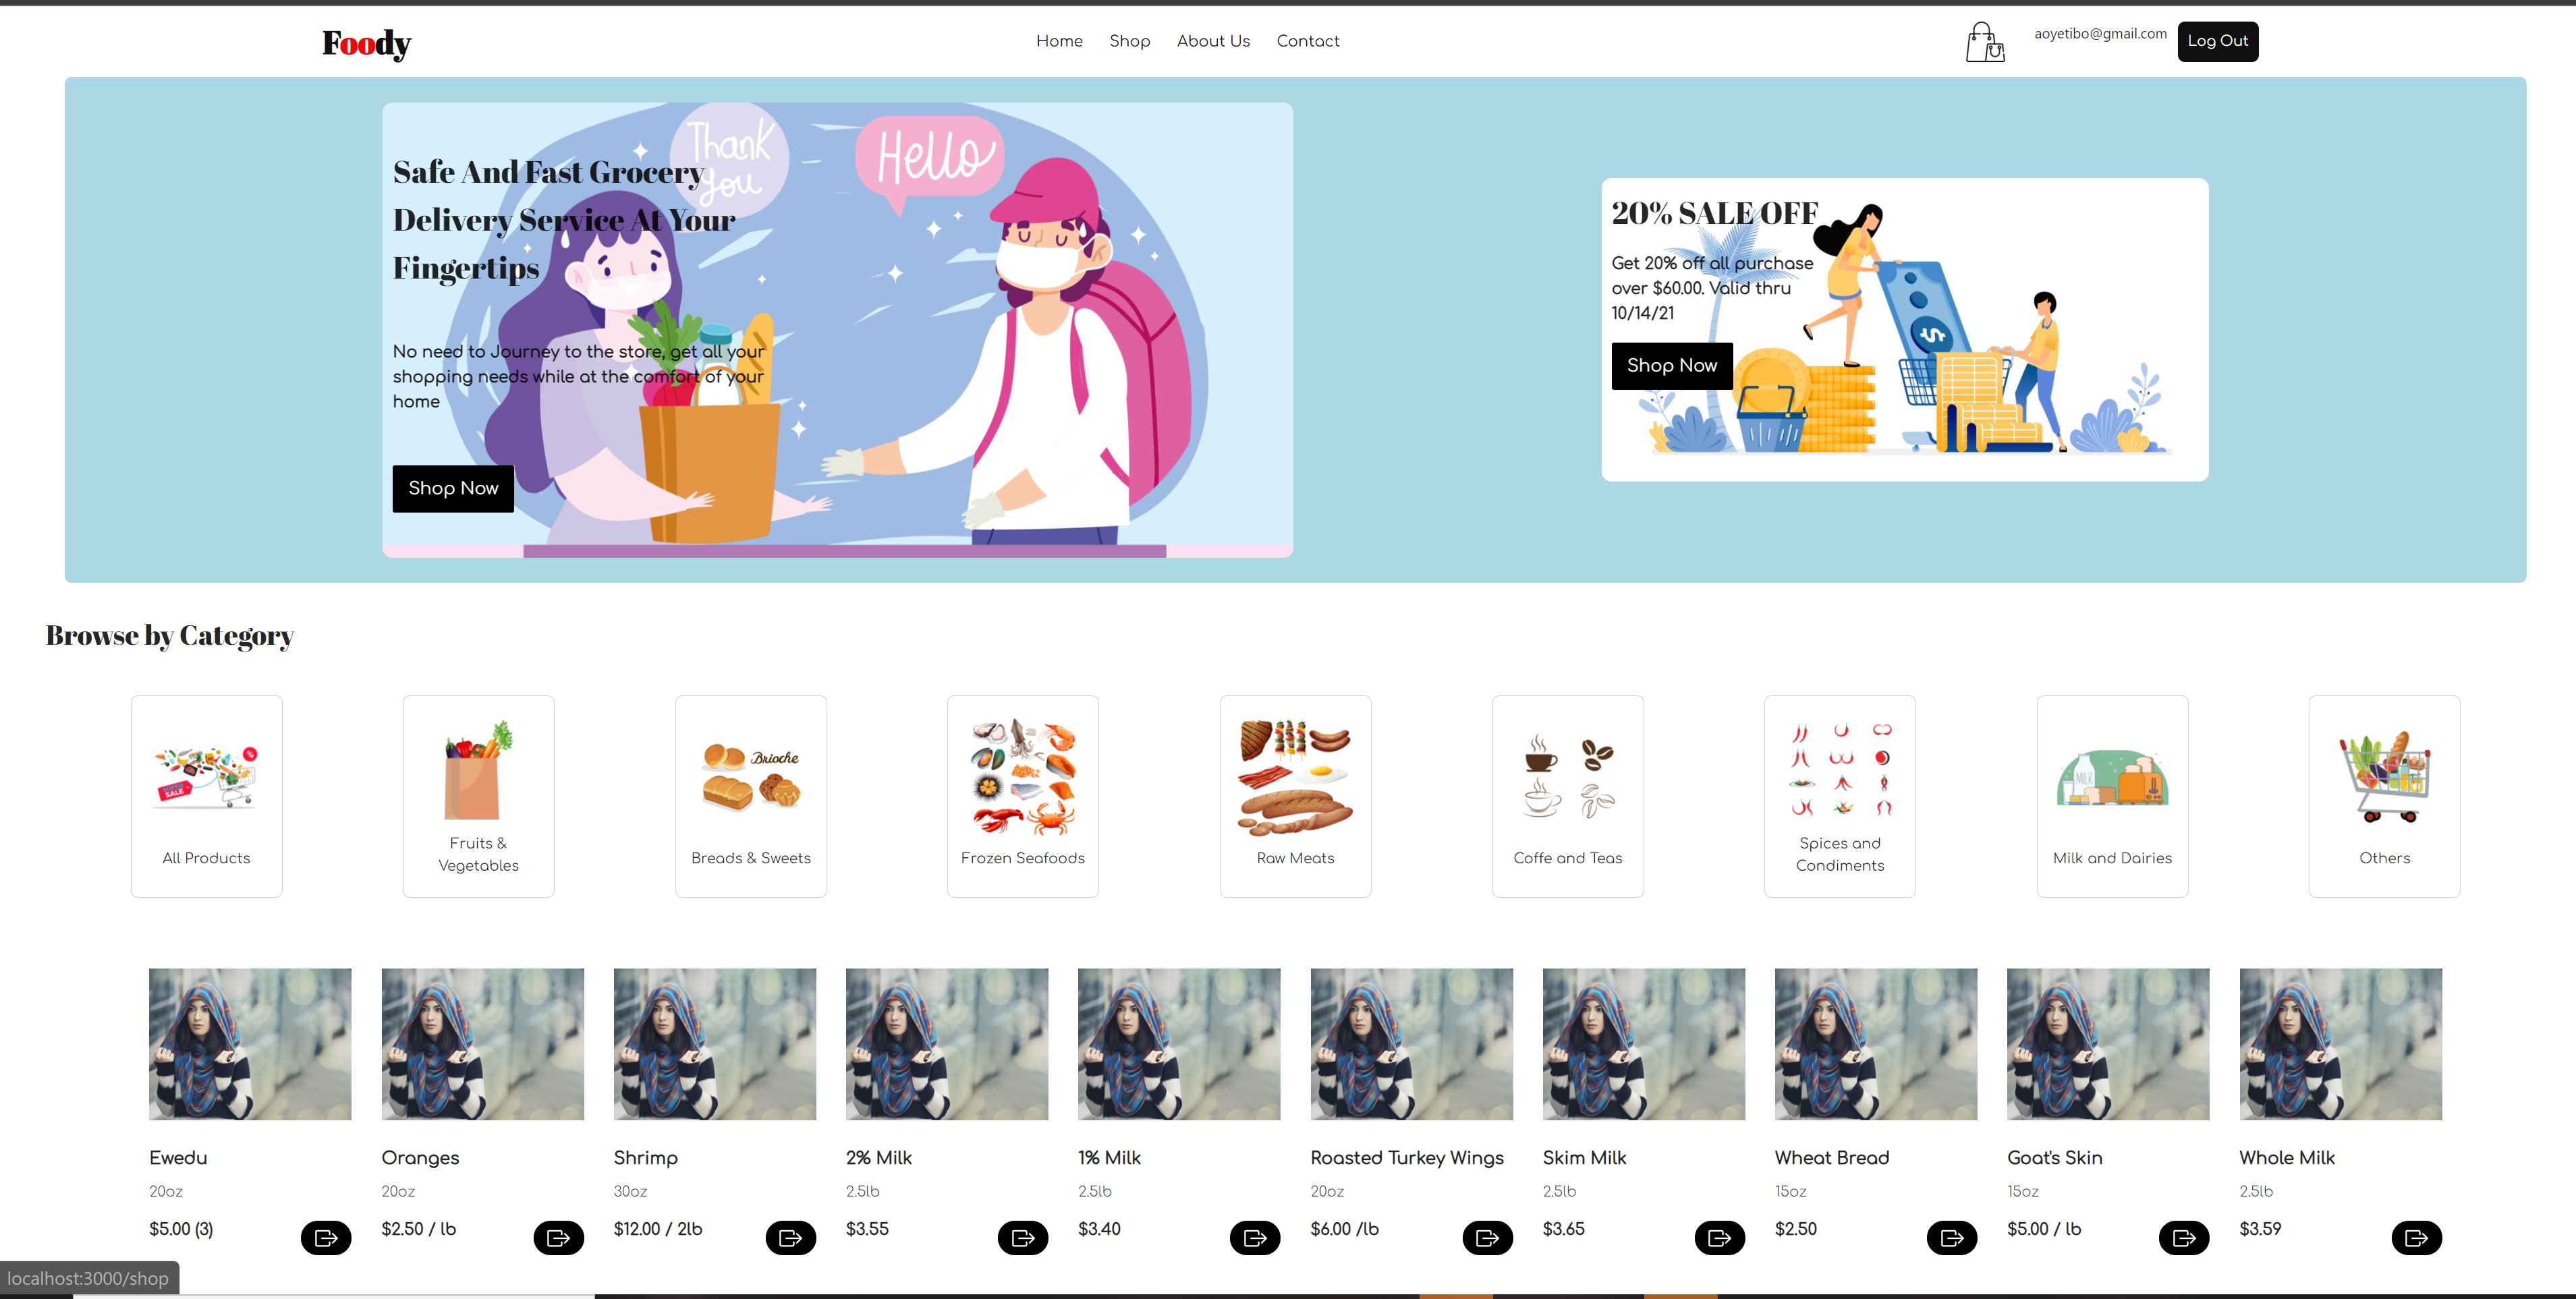 Foody
Home Shop About Us Contact
aoyetibo@gmail.com
Log Out
Thank
you
Hello
Safe And Fast Grocery
Delivery Service At Your
Fingertips
No need to Journey to the store, get all your
shopping needs while at the comfort of your
home
Shop Now
20% SALE OFF
Get 20% off all purchase
over $60.00. Valid thru
10/14/21
Shop Now
$
Browse by Category
%
SALE
All Products
Fruits &
Vegetables
Brioche
Breads & Sweets
Frozen Seafoods
Raw Meats
Coffe and Teas
Spices and
Condiments
MILK
Milk and Dairies
Others
Ewedu
20oz
$5.00 (3)
Oranges
20oz
$2.50 / lb
Shrimp
30oz
$12.00 / 2lb
2% Milk
2.5lb
$3.55
1% Milk
2.5lb
$3.40
Roasted Turkey Wings
20oz
$6.00 /lb
Skim Milk
2.5lb
$3.65
Wheat Bread
15oz
$2.50
Goat's Skin
15oz
$5.00 / lb
Whole Milk
2.5lb
$3.59
localhost:3000/shop